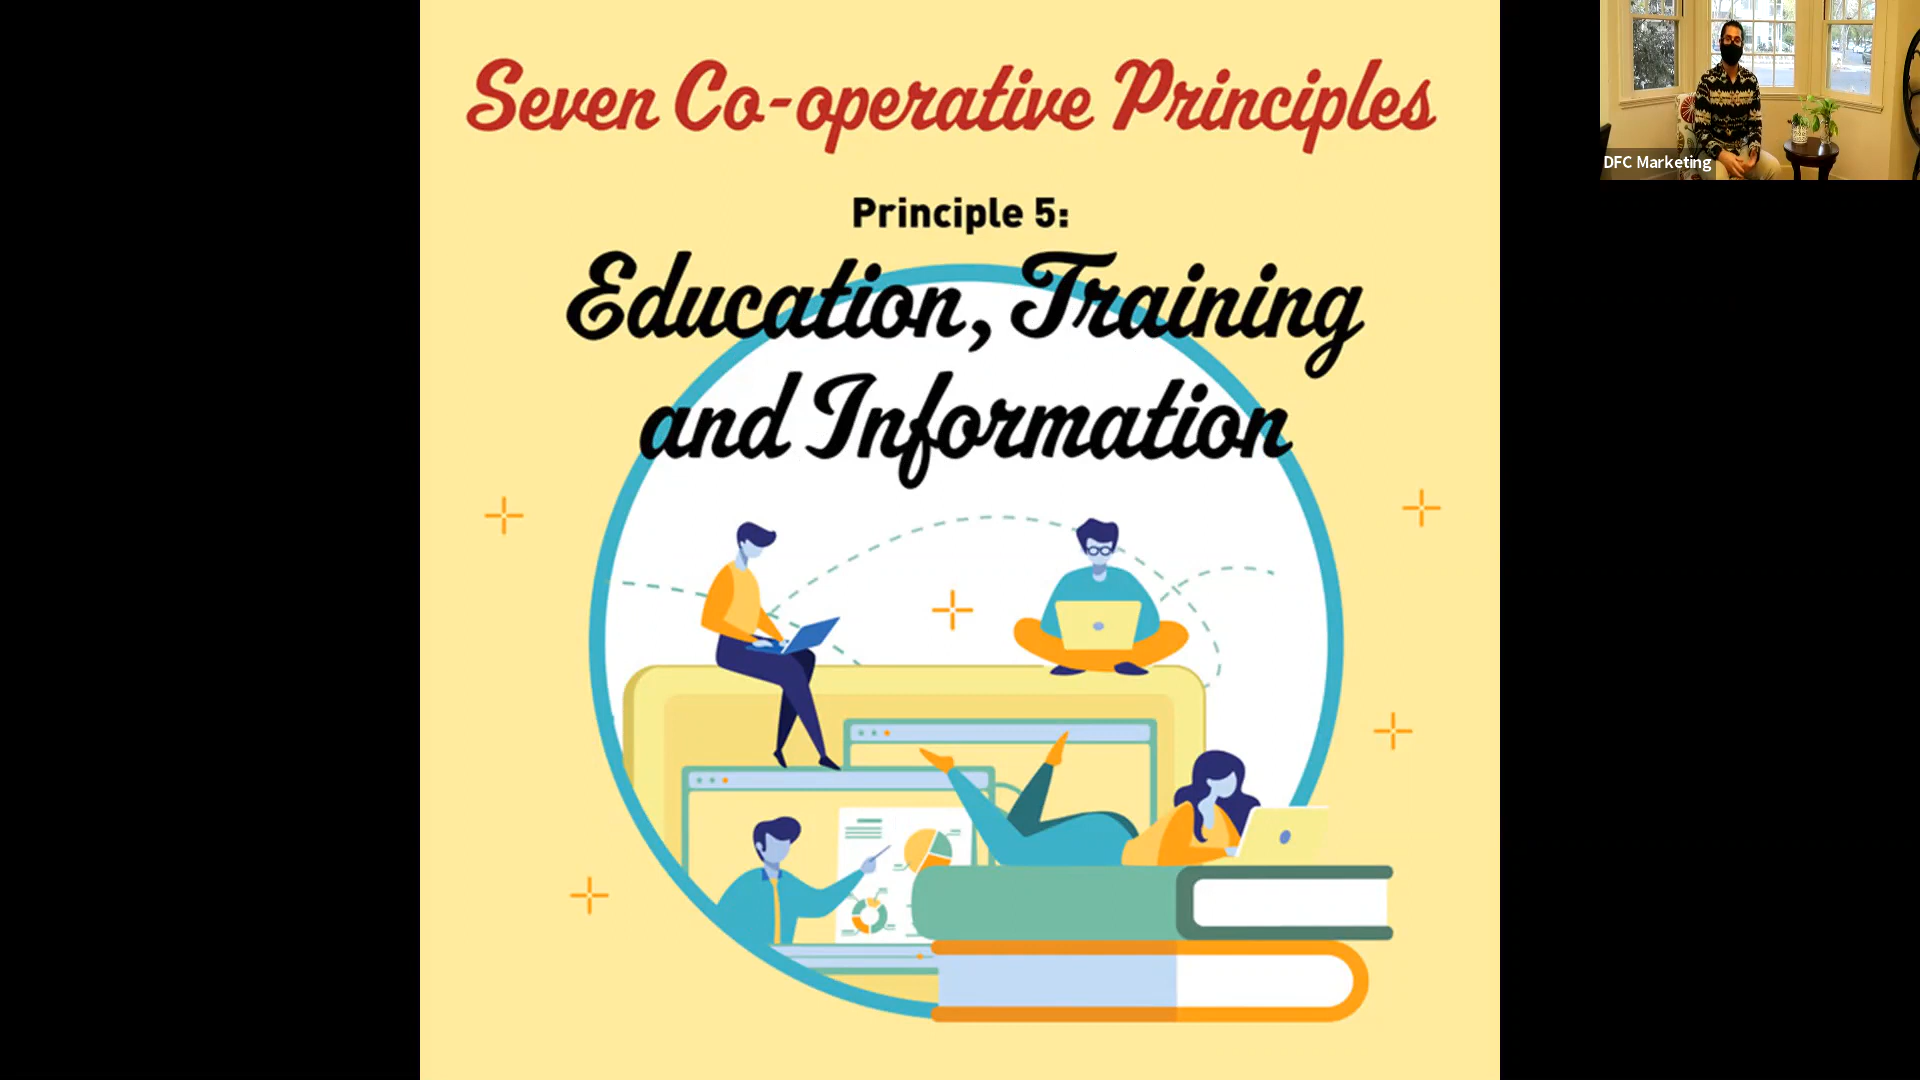 Seven Co-operative Principles
Principle 5:
Education, Training
and Information
DFC Marketing